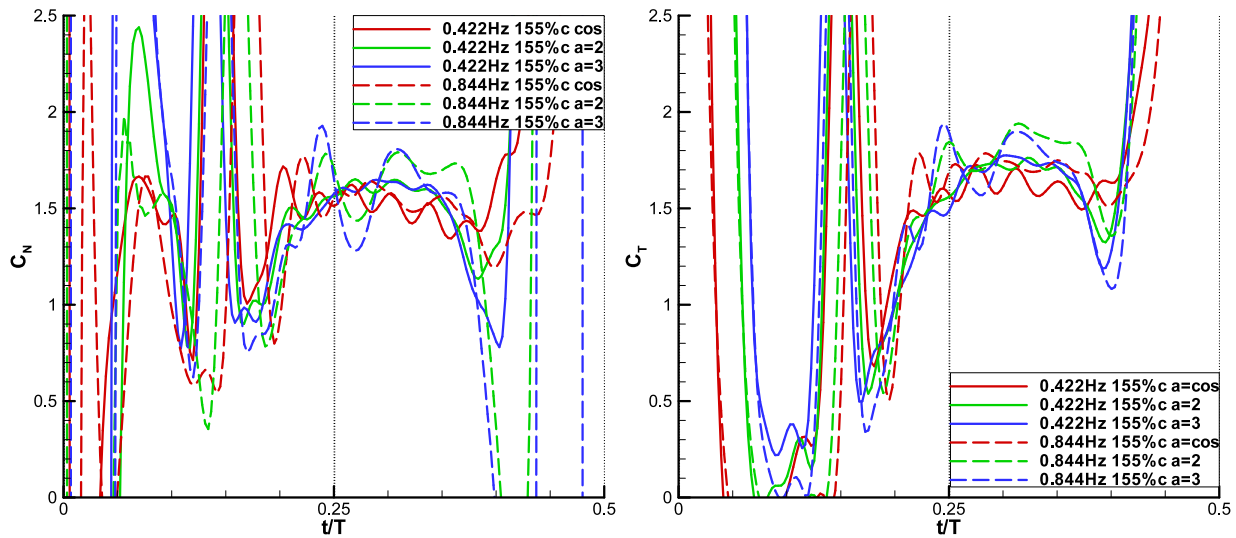 2.5
2
1.5
1
0.5
0
0
0.25
0.5
t/T
C_N
0.422Hz 155%c cos
0.422Hz 155%c a=2
0.422Hz 155%c a=3
0.844Hz 155%c cos
0.844Hz 155%c a=2
0.844Hz 155%c a=3
2.5
2
1.5
1
0.5
0
0
0.25
0.5
t/T
C_T
0.422Hz 155%c a=cos
0.422Hz 155%c a=2
0.422Hz 155%c a=3
0.844Hz 155%c a=cos
0.844Hz 155%c a=2
0.844Hz 155%c a=3